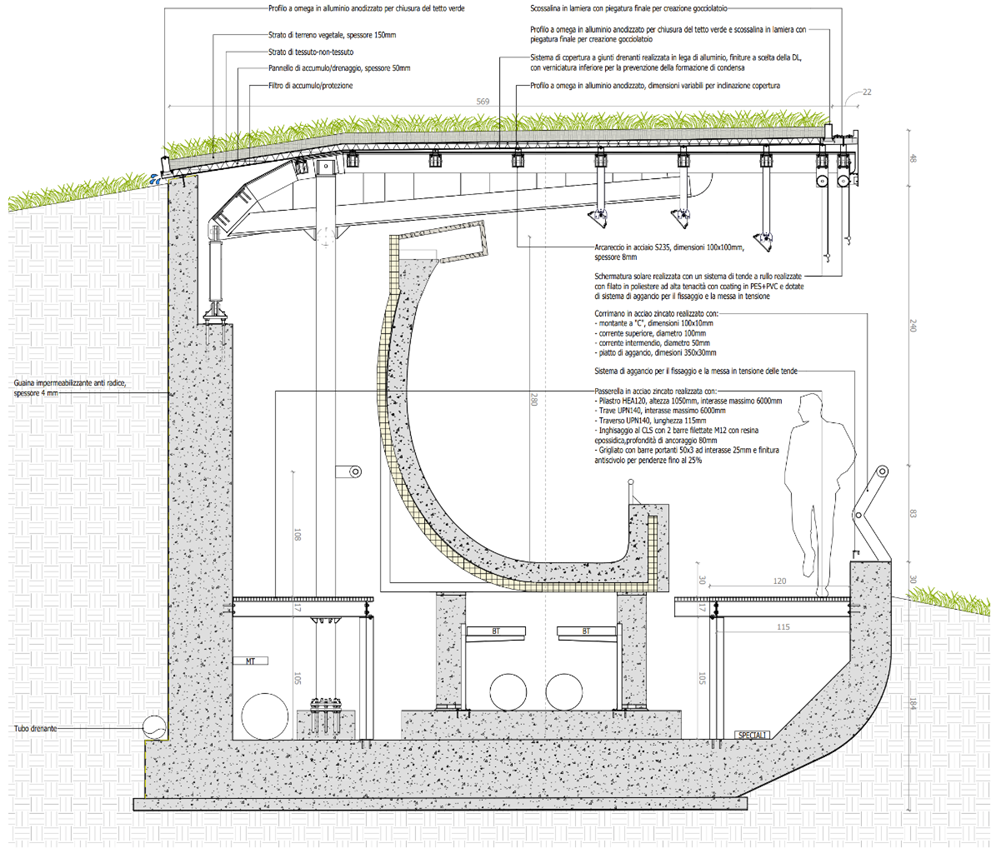 Profilo a omega in alluminio anodizzato per chiusura del tetto verde
Strato di terreno vegetale, spessore 150mm
Strato di tessuto-non-tessuto
Pannello di accumulo/drenaggio, spessore 50mm
Filtro di accumulo/protezione
Scossalina in lamiera con piegatura finale per creazione gocciolatoio
Profilo a omega in alluminio anodizzato per chiusura del tetto verde e scossalina in lamiera con
piegatura finale per creazione gocciolatoio
Sistema di copertura a giunti drenanti realizzata in lega di alluminio, finiture a scelta della DL,
con verniciatura inferiore per la prevenzione della formazione di condensa
Profilo a omega in alluminio anodizzato, dimensioni variabili per inclinazione copertura
569
22
48
Arcareccio in acciaio S235, dimensioni 100x100mm,
spessore 8mm
Schermatura solare realizzata con un sistema di tende a rullo realizzate
con filato in poliestere ad alta tenacità con coating in PES+PVC e dotate
di sistema di aggancio per il fissaggio e la messa in tensione
Corrimano in acciao zincato realizzato con:
- montante a "C", dimensioni 100x10mm
- corrente superiore, diametro 100mm
- corrente intermendio, diametro 50mm
- piatto di aggancio, dimesioni 350x30mm
240
Sistema di aggancio per il fissaggio e la messa in tensione delle tende
Guaina impermeabilizzante anti radice,
spessore 4 mm
Passerella in acciao zincato realizzata con:
- Pilastro HEA120, altezza 1050mm, interasse massimo 6000mm
- Trave UPN140, interasse massimo 6000mm
- Traverso UPN140, lunghezza 115mm
- Inghisaggio al CLS con 2 barre filettate M12 con resina
epossidica,profondità di ancoraggio 80mm
- Grigliato con barre portanti 50x3 ad interasse 25mm e finitura
antiscivolo per pendenze fino al 25%
280
108
83
30
120
30
17
17
115
BT
BT
MT
105
105
184
Tubo drenante
SPECIALI